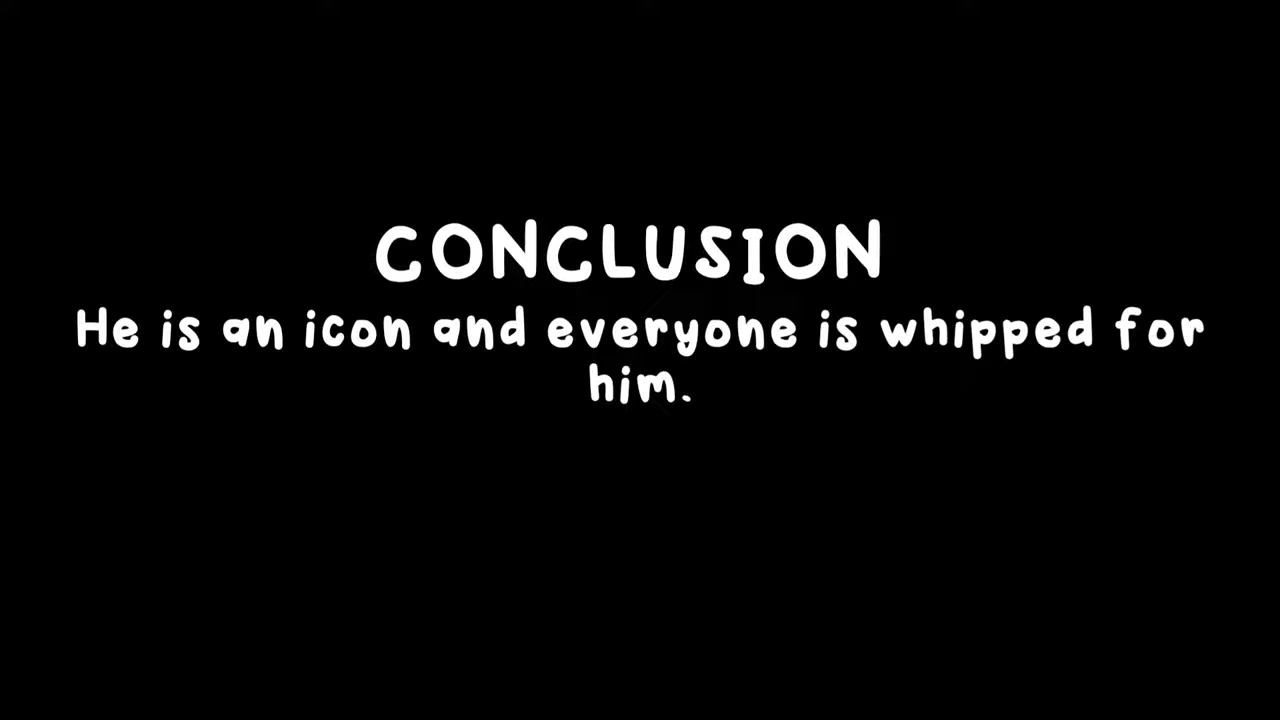 CONCLUSION
He is an icon and everyone is whipped for
him.